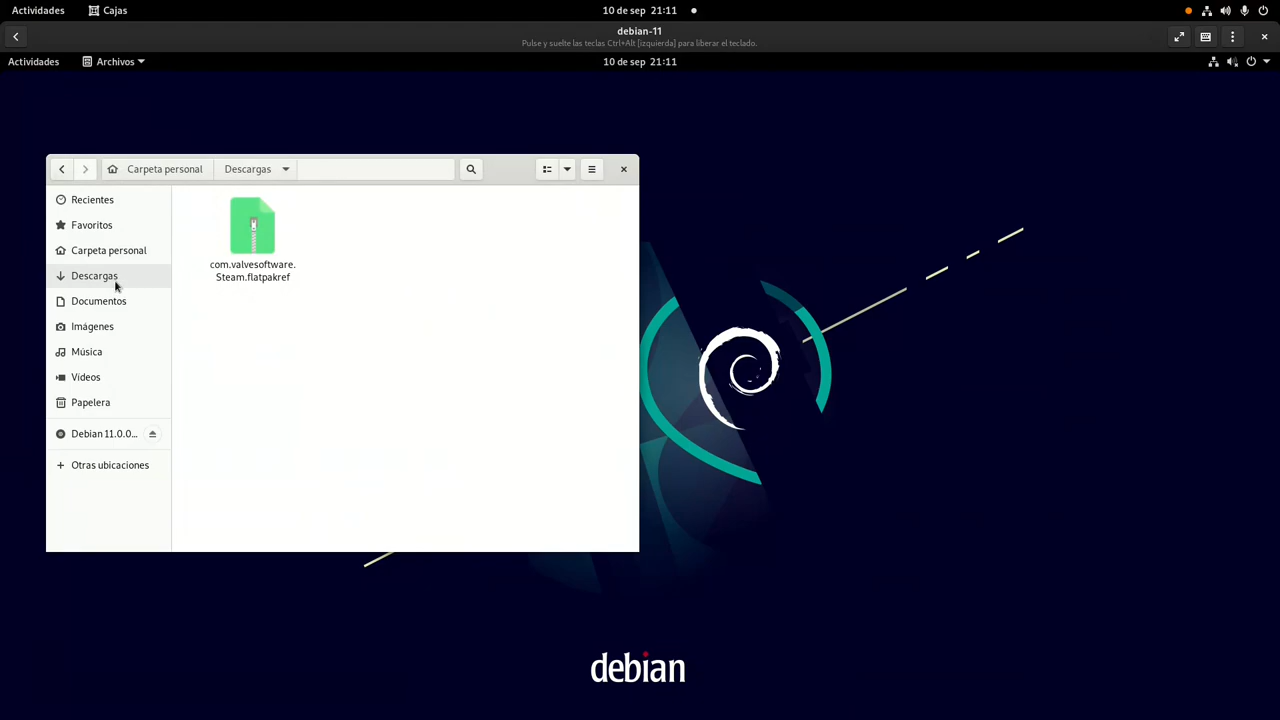 Actividades Cajas 10 de sep 21:11
debian-11
Pulse y suelte las teclas Ctrl+Alt [izquierda] para liberar el teclado.
Actividades Archivos 10 de sep 21:11
Carpeta personal Descargas
Recientes
Favoritos
Carpeta personal
Descargas
Documentos
Imágenes
Música
Vídeos
Papelera
Debian 11.0.0...
Otras ubicaciones
com.valvesoftware.
Steam.flatpakref
debian